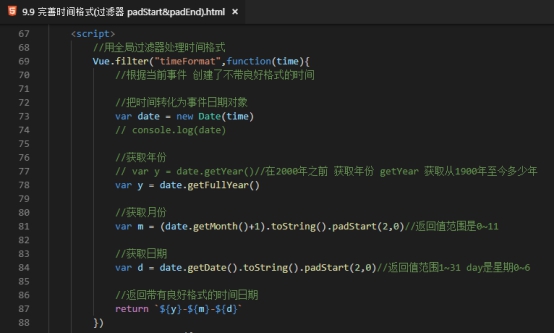 9.9 完善时间格式(过滤器 padStart&padEnd).html ×
67 <script>
68 //用全局过滤器处理时间格式
69 Vue.filter("timeFormat",function(time){
70 //根据当前事件 创建了不带良好格式的时间
71
72 //把时间转化为事件日期对象
73 var date = new Date(time)
74 // console.log(date)
75
76 //获取年份
77 // var y = date.getYear()//在2000年之前 获取年份 getYear 获取从1900年至今多少年
78 var y = date.getFullYear()
79
80 //获取月份
81 var m = (date.getMonth()+1).toString().padStart(2,0)//返回值范围是0~11
82
83 //获取日期
84 var d = date.getDate().toString().padStart(2,0)//返回值范围1~31 day是星期0~6
85
86 //返回带有良好格式的时间日期
87 return `${y}-${m}-${d}`
88 })